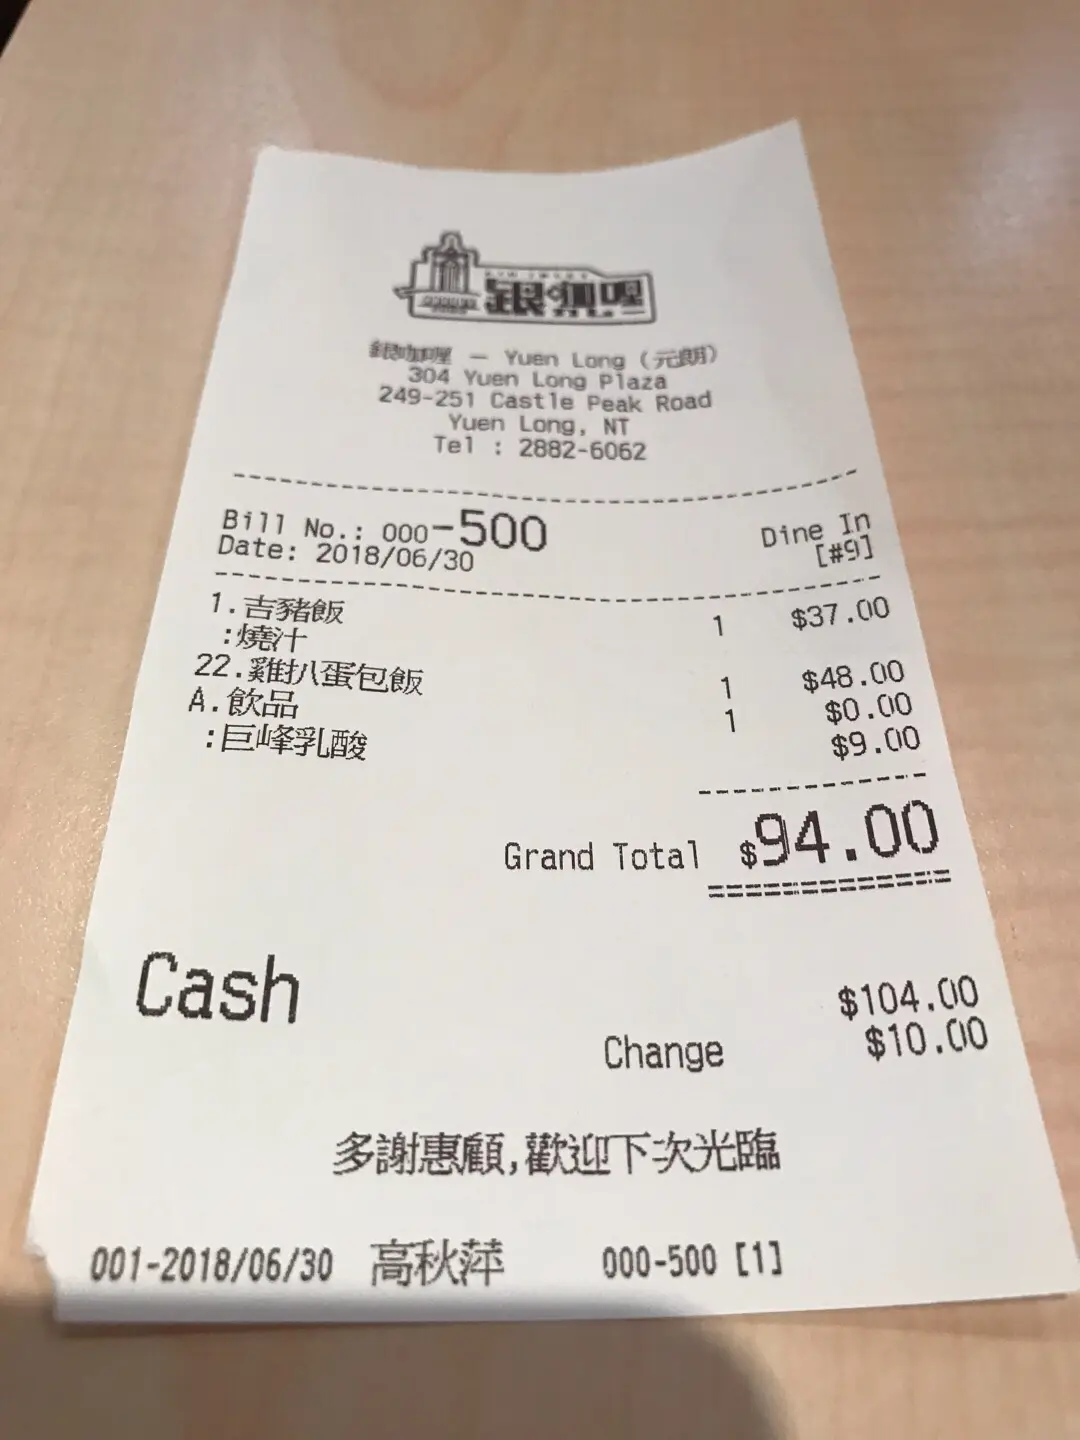 銀咖喱
銀咖喱 – Yuen Long (元朗)
304 Yuen Long Plaza
249-251 Castle Peak Road
Yuen Long, NT
Tel : 2882-6062
Bill No.: 000-500 Dine In
Date: 2018/06/30 [#9]
1.吉豬飯 1 $37.00
:燒汁
22.雞扒蛋包飯 1 $48.00
A.飲品 1 $0.00
:巨峰乳酸 $9.00
Grand Total $94.00
Cash $104.00
Change $10.00
多謝惠顧,歡迎下次光臨
001-2018/06/30 高秋萍 000-500 [1]